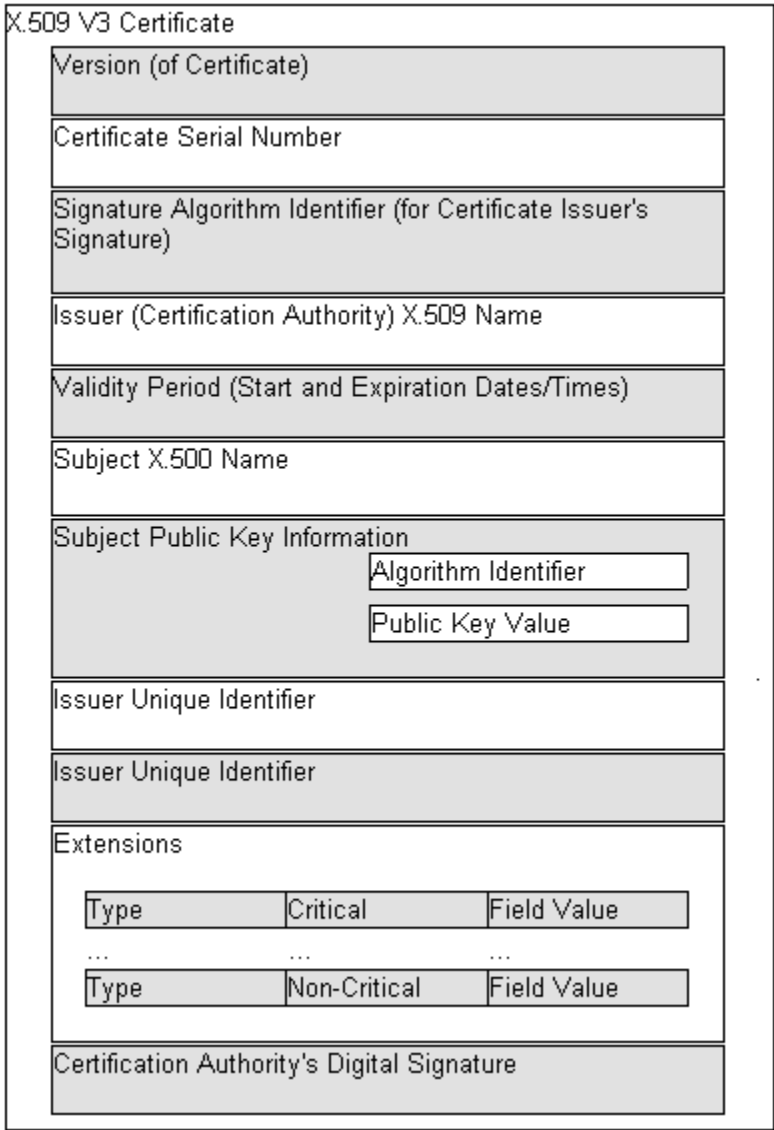 X.509 V3 Certificate
Version (of Certificate)
Certificate Serial Number
Signature Algorithm Identifier (for Certificate Issuer's
Signature)
Issuer (Certification Authority) X.509 Name
Validity Period (Start and Expiration Dates/Times)
Subject X.500 Name
Subject Public Key Information
Algorithm Identifier
Public Key Value
Issuer Unique Identifier
Issuer Unique Identifier
Extensions
Type Critical Field Value
... ... ...
Type Non-Critical Field Value
Certification Authority's Digital Signature